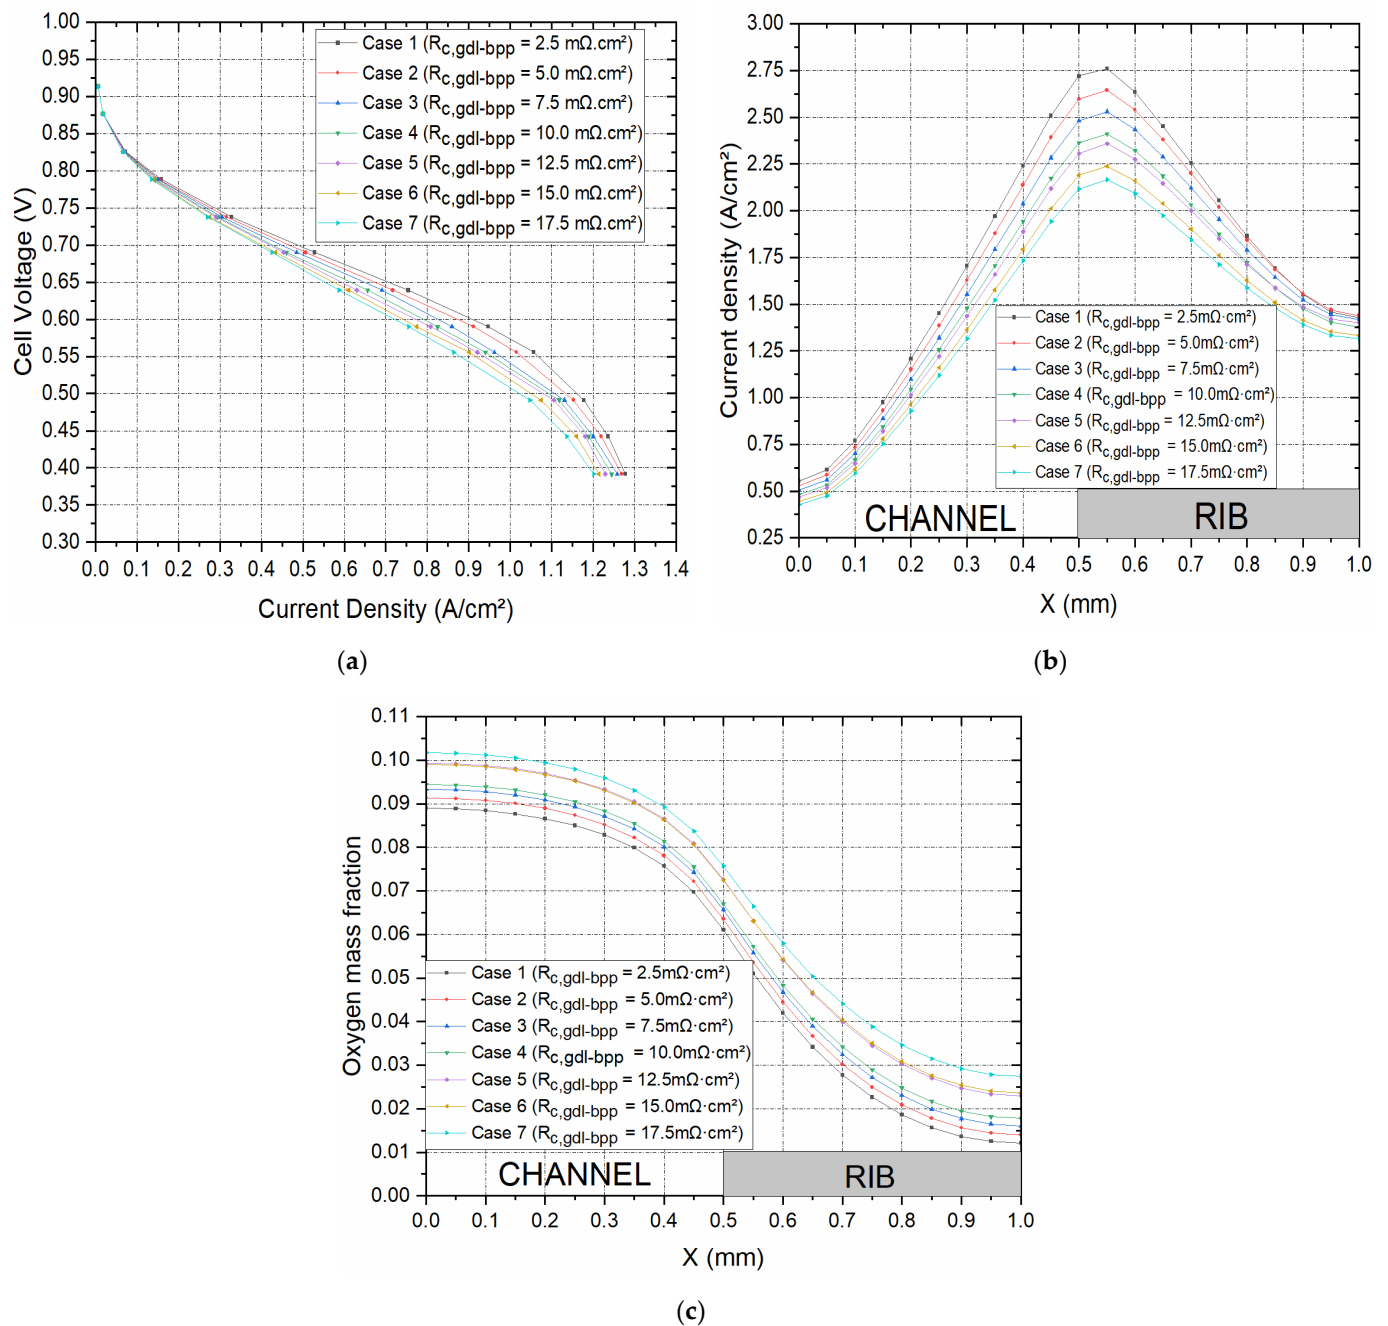 1.00
0.95
0.90
0.85
0.80
0.75
0.70
0.65
0.60
0.55
0.50
0.45
0.40
0.35
0.30
Cell Voltage (V)
Case 1 (Rc,gdl-bpp = 2.5 mΩ.cm²)
Case 2 (Rc,gdl-bpp = 5.0 mΩ.cm²)
Case 3 (Rc,gdl-bpp = 7.5 mΩ.cm²)
Case 4 (Rc,gdl-bpp = 10.0 mΩ.cm²)
Case 5 (Rc,gdl-bpp = 12.5 mΩ.cm²)
Case 6 (Rc,gdl-bpp = 15.0 mΩ.cm²)
Case 7 (Rc,gdl-bpp = 17.5 mΩ.cm²)
0.0 0.1 0.2 0.3 0.4 0.5 0.6 0.7 0.8 0.9 1.0 1.1 1.2 1.3 1.4
Current Density (A/cm²)
(a)
3.00
2.75
2.50
2.25
2.00
1.75
1.50
1.25
1.00
0.75
0.50
0.25
Current density (A/cm²)
Case 1 (Rc,gdl-bpp = 2.5mΩ·cm²)
Case 2 (Rc,gdl-bpp = 5.0mΩ·cm²)
Case 3 (Rc,gdl-bpp = 7.5mΩ·cm²)
Case 4 (Rc,gdl-bpp = 10.0mΩ·cm²)
Case 5 (Rc,gdl-bpp = 12.5mΩ·cm²)
Case 6 (Rc,gdl-bpp = 15.0mΩ·cm²)
Case 7 (Rc,gdl-bpp = 17.5mΩ·cm²)
CHANNEL RIB
0.0 0.1 0.2 0.3 0.4 0.5 0.6 0.7 0.8 0.9 1.0
X (mm)
(b)
0.11
0.10
0.09
0.08
0.07
0.06
0.05
0.04
0.03
0.02
0.01
0.00
Oxygen mass fraction
Case 1 (Rc,gdl-bpp = 2.5mΩ·cm²)
Case 2 (Rc,gdl-bpp = 5.0mΩ·cm²)
Case 3 (Rc,gdl-bpp = 7.5mΩ·cm²)
Case 4 (Rc,gdl-bpp = 10.0mΩ·cm²)
Case 5 (Rc,gdl-bpp = 12.5mΩ·cm²)
Case 6 (Rc,gdl-bpp = 15.0mΩ·cm²)
Case 7 (Rc,gdl-bpp = 17.5mΩ·cm²)
CHANNEL RIB
0.0 0.1 0.2 0.3 0.4 0.5 0.6 0.7 0.8 0.9 1.0
X (mm)
(c)